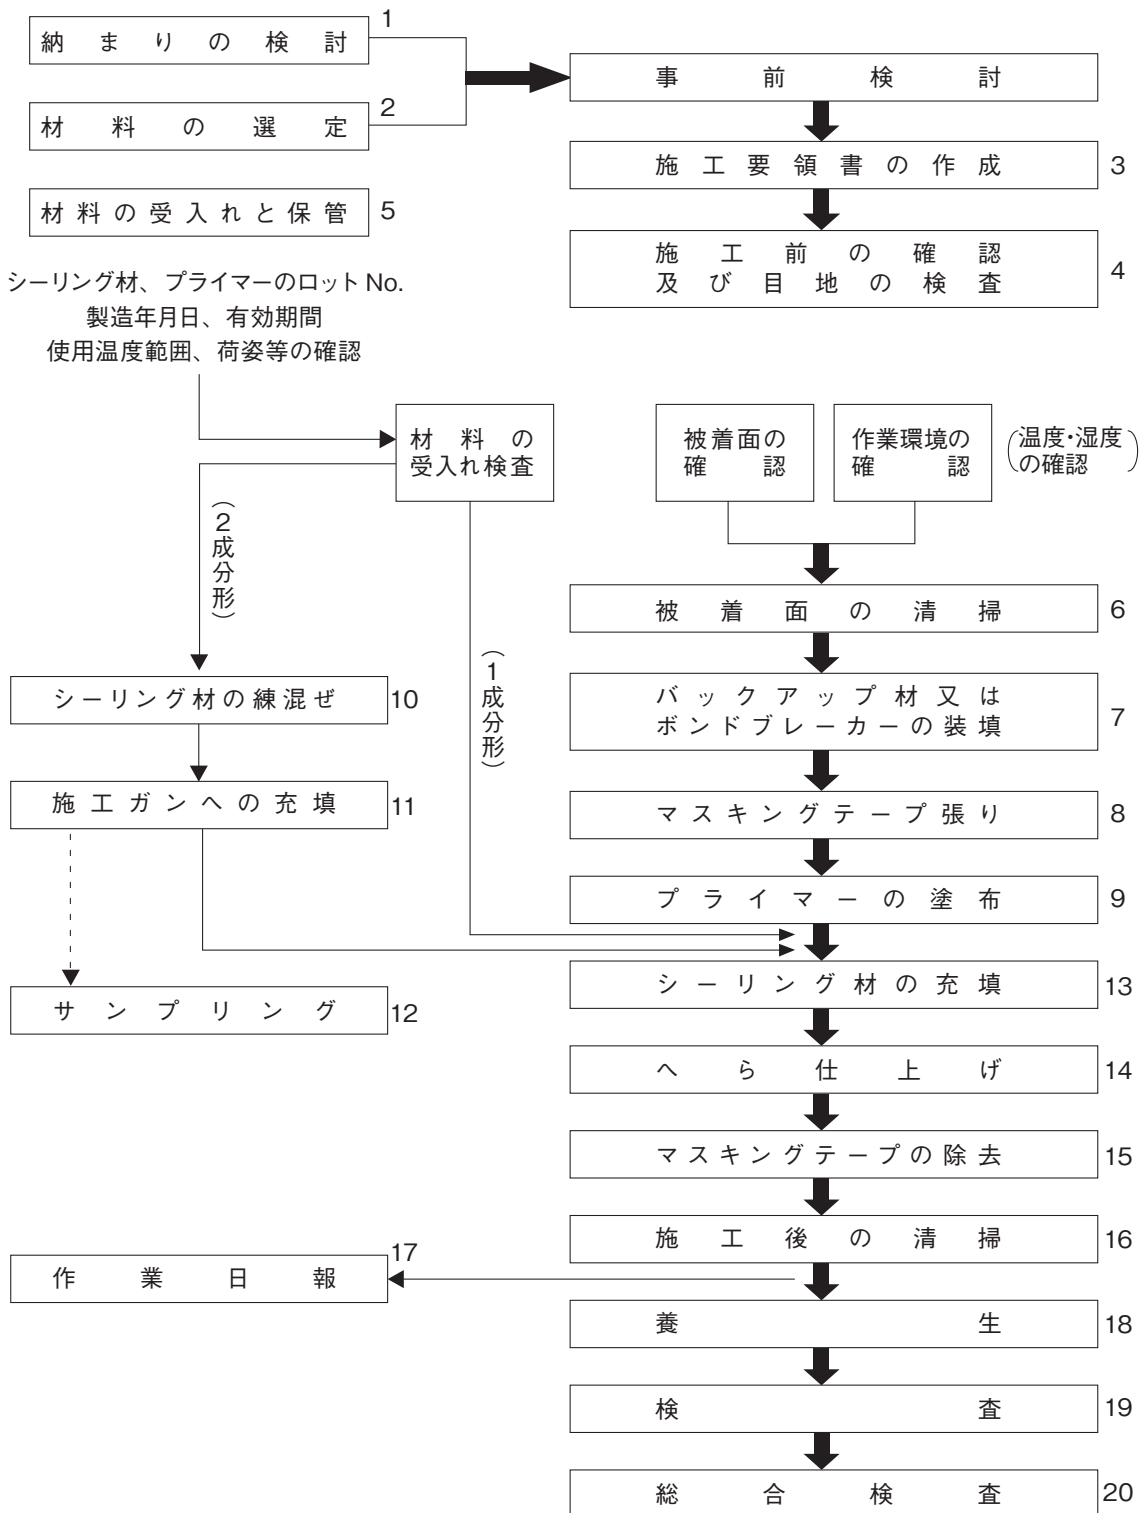 納まりの検討
1
材料の選定
2
材料の受入れと保管
5
事前検討
施工要領書の作成
3
施工前の確認
及び目地の検査
4
シーリング材、プライマーのロット No.
製造年月日、有効期間
使用温度範囲、荷姿等の確認
材料の
受入れ検査
被着面の
確認
作業環境の
確認
(温度・湿度
の確認)
(2成分形)
(1成分形)
被着面の清掃
6
シーリング材の練混ぜ
10
バックアップ材又は
ボンドブレーカーの装填
7
施工ガンへの充填
11
マスキングテープ張り
8
プライマーの塗布
9
サンプリング
12
シーリング材の充填
13
へら仕上げ
14
マスキングテープの除去
15
施工後の清掃
16
作業日報
17
養生
18
検査
19
総合検査
20